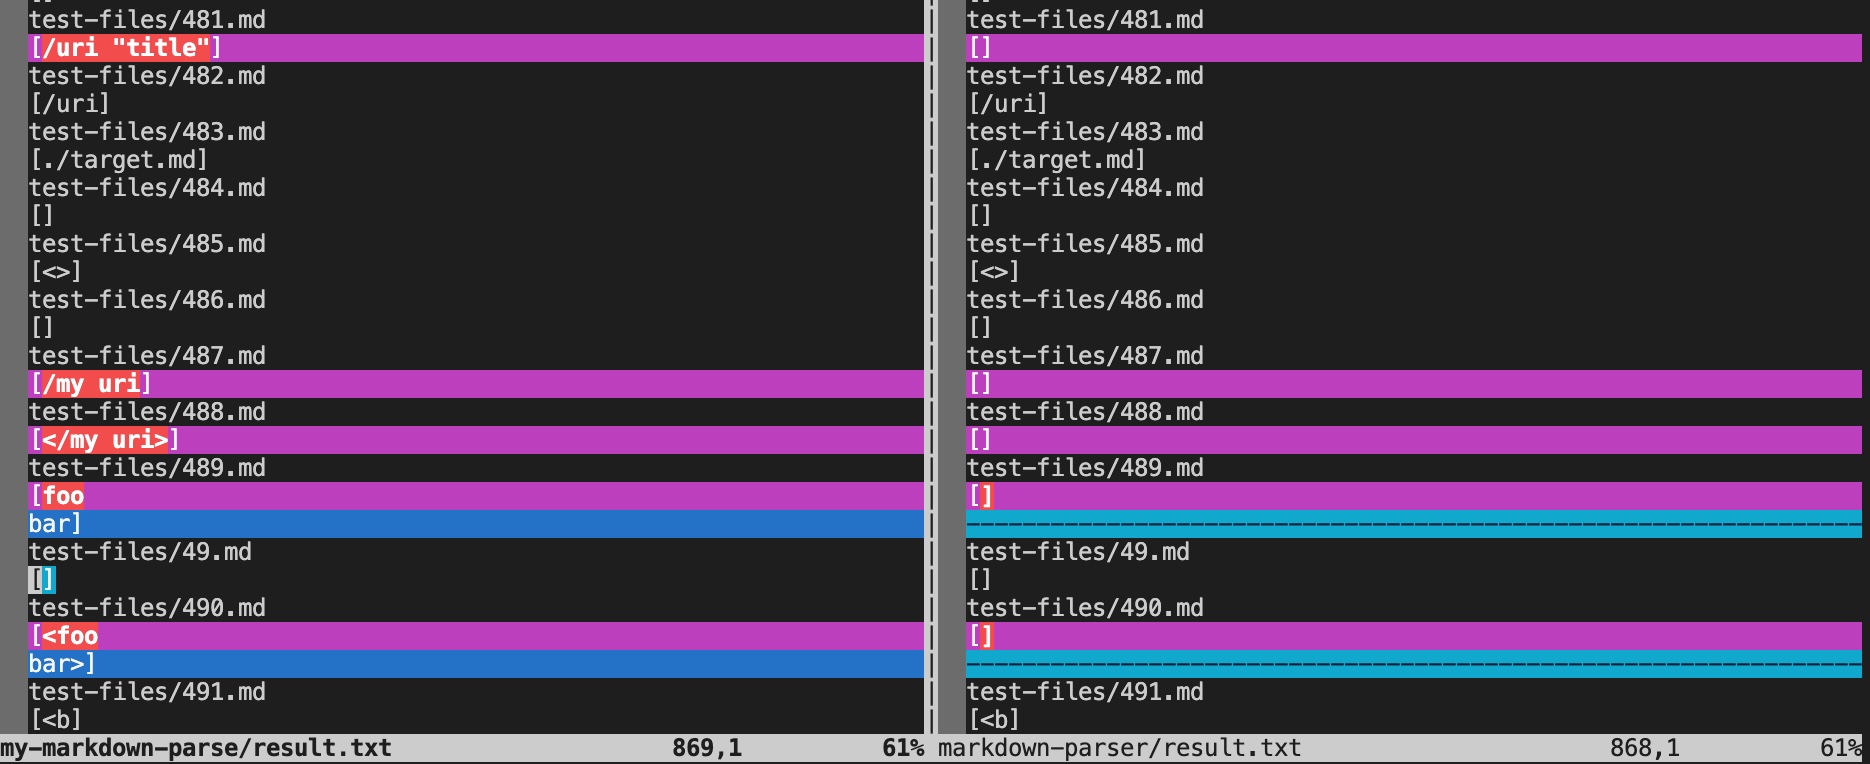 test-files/481.md
[/uri "title"]
test-files/482.md
[/uri]
test-files/483.md
[./target.md]
test-files/484.md
[]
test-files/485.md
[<>]
test-files/486.md
[]
test-files/487.md
[/my uri]
test-files/488.md
[</my uri>]
test-files/489.md
[foo
bar]
test-files/49.md
[]
test-files/490.md
[<foo
bar>]
test-files/491.md
[<b]
my-markdown-parse/result.txt 869,1 61%
test-files/481.md
[]
test-files/482.md
[/uri]
test-files/483.md
[./target.md]
test-files/484.md
[]
test-files/485.md
[<>]
test-files/486.md
[]
test-files/487.md
[]
test-files/488.md
[]
test-files/489.md
[]
test-files/49.md
[]
test-files/490.md
[]
test-files/491.md
[<b]
markdown-parser/result.txt 868,1 61%